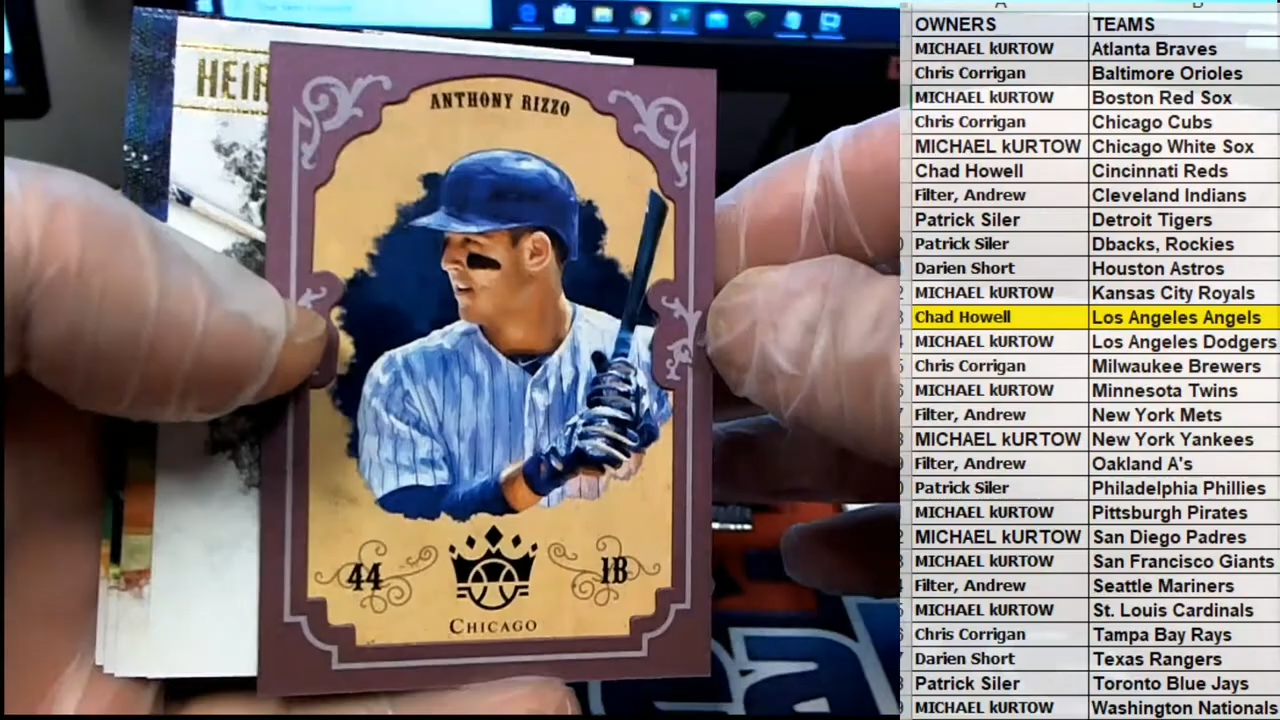 HEIR
ANTHONY RIZZO
44
1B
CHICAGO
OWNERS TEAMS
MICHAEL kURTOW Atlanta Braves
Chris Corrigan Baltimore Orioles
MICHAEL kURTOW Boston Red Sox
Chris Corrigan Chicago Cubs
MICHAEL kURTOW Chicago White Sox
Chad Howell Cincinnati Reds
Filter, Andrew Cleveland Indians
Patrick Siler Detroit Tigers
Patrick Siler Dbacks, Rockies
Darien Short Houston Astros
MICHAEL kURTOW Kansas City Royals
Chad Howell Los Angeles Angels
MICHAEL kURTOW Los Angeles Dodgers
Chris Corrigan Milwaukee Brewers
MICHAEL kURTOW Minnesota Twins
Filter, Andrew New York Mets
MICHAEL kURTOW New York Yankees
Filter, Andrew Oakland A's
Patrick Siler Philadelphia Phillies
MICHAEL kURTOW Pittsburgh Pirates
MICHAEL kURTOW San Diego Padres
MICHAEL kURTOW San Francisco Giants
Filter, Andrew Seattle Mariners
MICHAEL kURTOW St. Louis Cardinals
Chris Corrigan Tampa Bay Rays
Darien Short Texas Rangers
Patrick Siler Toronto Blue Jays
MICHAEL kURTOW Washington Nationals